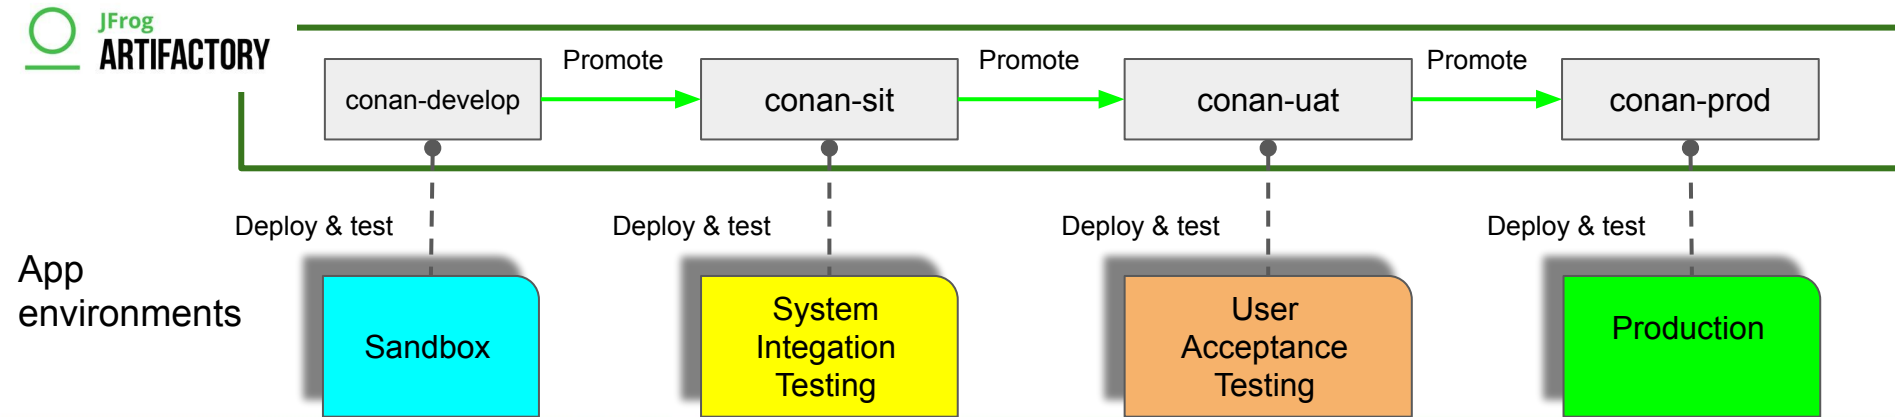 JFrog
ARTIFACTORY
Promote
Promote
Promote
conan-develop
conan-sit
conan-uat
conan-prod
Deploy & test
Deploy & test
Deploy & test
Deploy & test
App
environments
Sandbox
System
Integation
Testing
User
Acceptance
Testing
Production